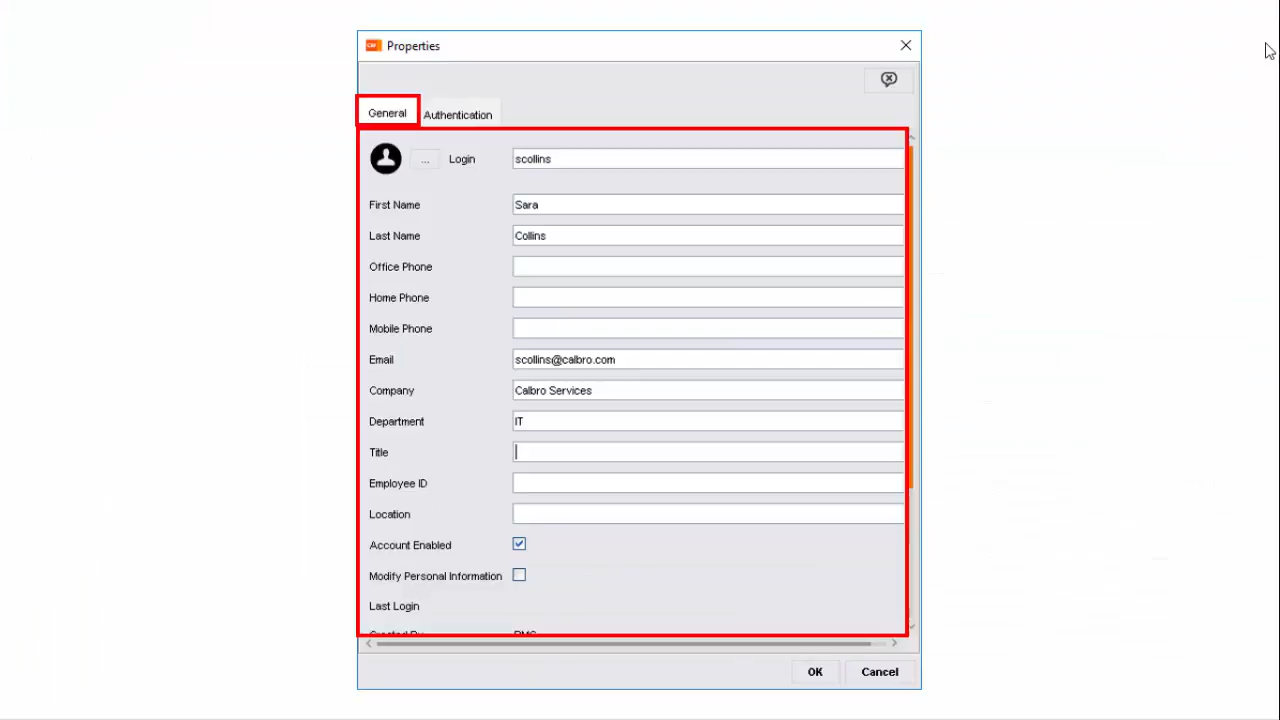 Properties
General Authentication
... Login scollins
First Name Sara
Last Name Collins
Office Phone
Home Phone
Mobile Phone
Email scollins@calbro.com
Company Calbro Services
Department IT
Title
Employee ID
Location
Account Enabled
Modify Personal Information
Last Login
OK Cancel